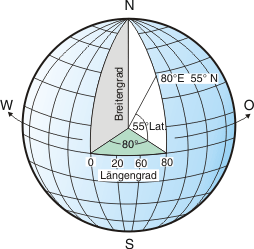 N
Breitengrad
80°E 55° N
W
O
55°Lat.
80°
0 20 60 80
Längengrad
S